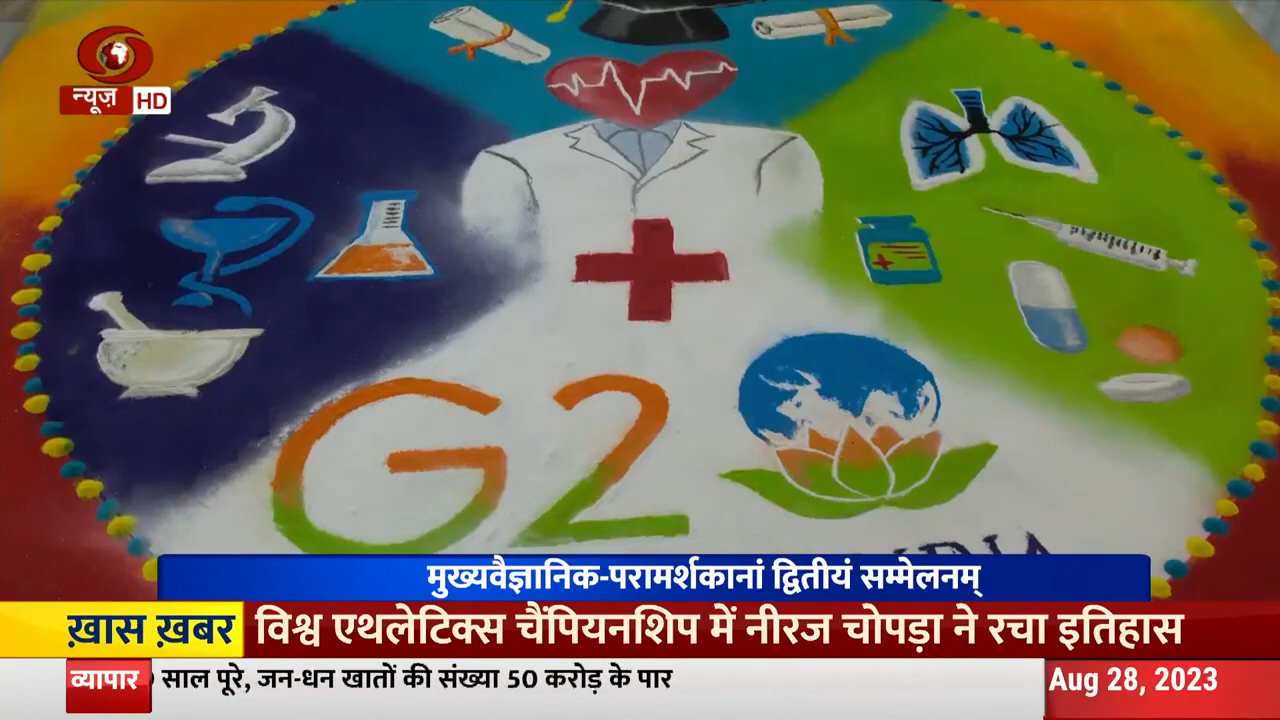 न्यूज़ HD
G2
मुख्यवैज्ञानिक-परामर्शकानां द्वितीयं सम्मेलनम्
ख़ास ख़बर विश्व एथलेटिक्स चैंपियनशिप में नीरज चोपड़ा ने रचा इतिहास
व्यापार साल पूरे, जन-धन खातों की संख्या 50 करोड़ के पार
Aug 28, 2023